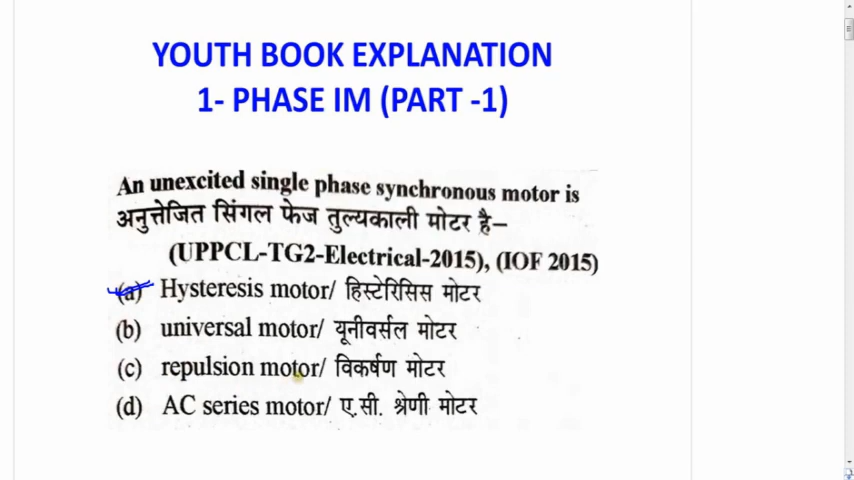 YOUTH BOOK EXPLANATION
1- PHASE IM (PART -1)
An unexcited single phase synchronous motor is
अनुत्तेजित सिंगल फेज तुल्यकाली मोटर है–
(UPPCL-TG2-Electrical-2015), (IOF 2015)
(a) Hysteresis motor/ हिस्टेरिसिस मोटर
(b) universal motor/ यूनीवर्सल मोटर
(c) repulsion motor/ विकर्षण मोटर
(d) AC series motor/ ए.सी. श्रेणी मोटर